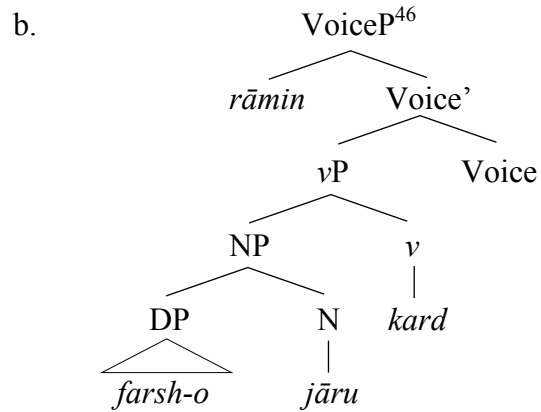 b. VoiceP46
rāmin Voice’
vP Voice
NP v
DP N kard
farsh-o jāru